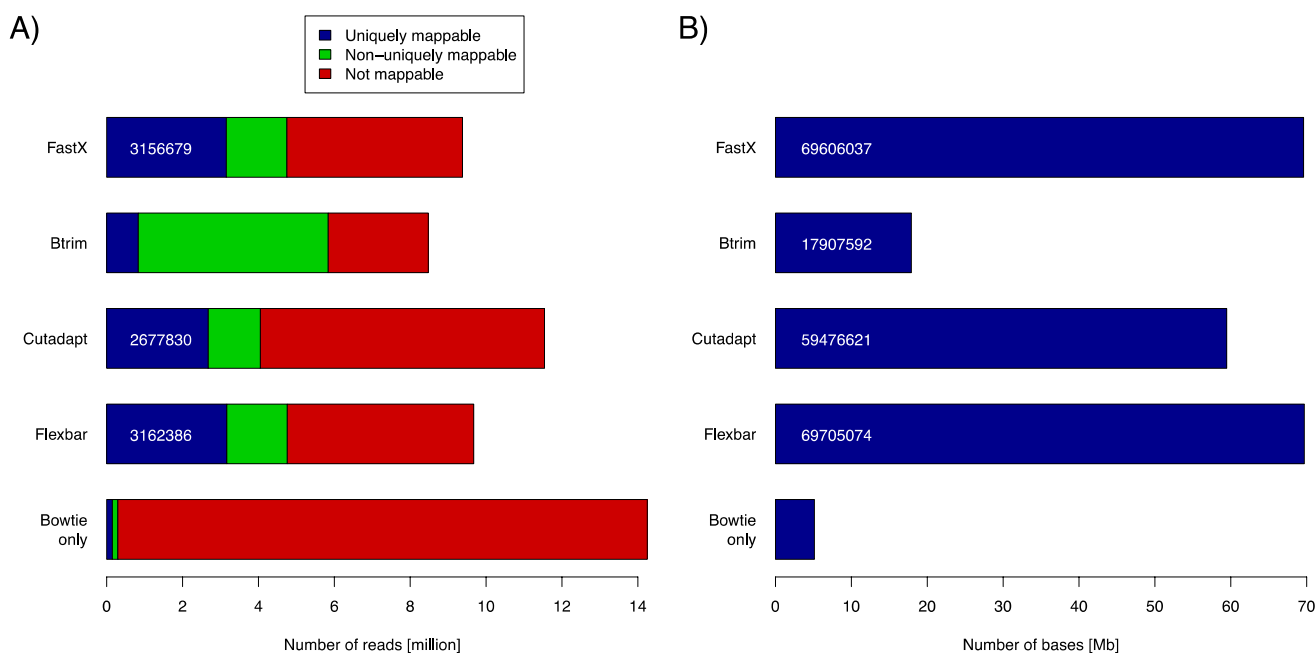 A)
Uniquely mappable
Non−uniquely mappable
Not mappable
FastX
3156679
Btrim
Cutadapt
2677830
Flexbar
3162386
Bowtie
only
0 2 4 6 8 10 12 14
Number of reads [million]
B)
FastX
69606037
Btrim
17907592
Cutadapt
59476621
Flexbar
69705074
Bowtie
only
0 10 20 30 40 50 60 70
Number of bases [Mb]